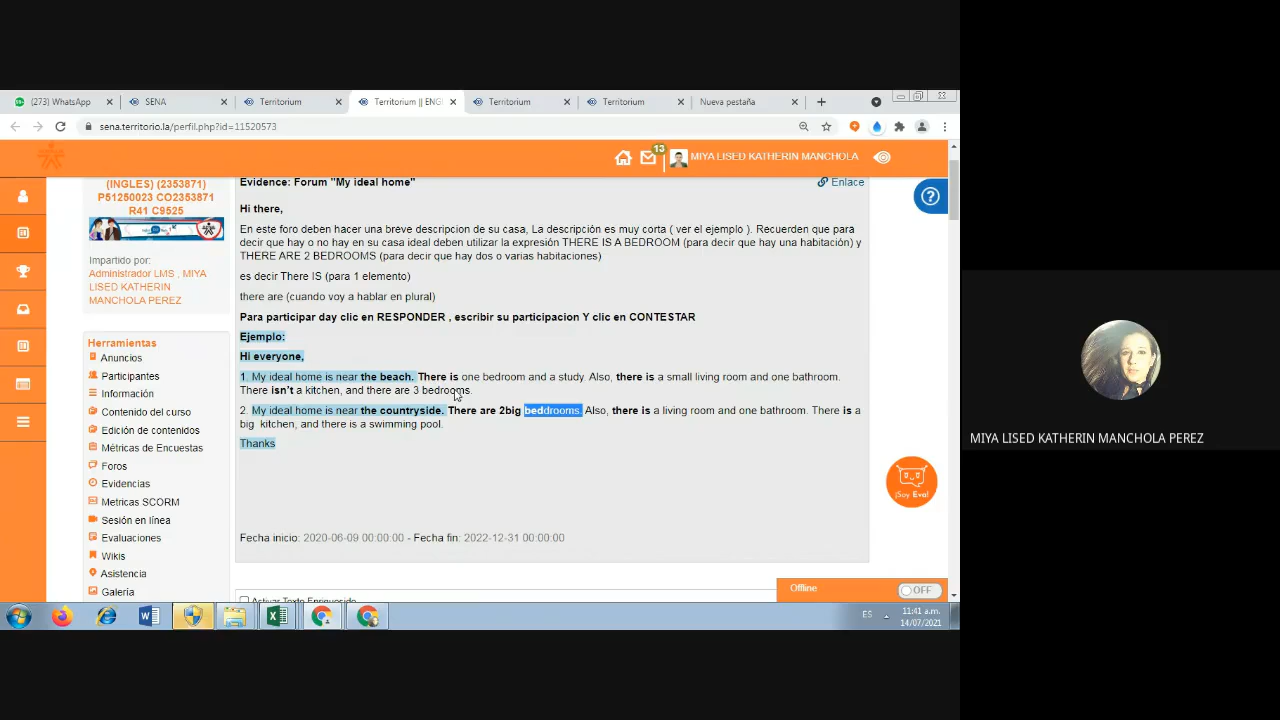 (273) WhatsApp
SENA
Territorium
Territorium || ENG
Territorium
Territorium
Nueva pestaña
sena.territorio.la/perfil.php?id=11520573
13
MIYA LISED KATHERIN MANCHOLA
(INGLES) (2353871)
P51250023 CO2353871
R41 C9525
Impartido por:
Administrador LMS , MIYA
LISED KATHERIN
MANCHOLA PEREZ
Herramientas
Anuncios
Participantes
Información
Contenido del curso
Edición de contenidos
Métricas de Encuestas
Foros
Evidencias
Metricas SCORM
Sesión en línea
Evaluaciones
Wikis
Asistencia
Galería
Evidence: Forum "My ideal home"
Enlace
Hi there,
En este foro deben hacer una breve descripcion de su casa, La descripción es muy corta ( ver el ejemplo ). Recuerden que para
decir que hay o no hay en su casa ideal deben utilizar la expresión THERE IS A BEDROOM (para decir que hay una habitación) y
THERE ARE 2 BEDROOMS (para decir que hay dos o varias habitaciones)
es decir There IS (para 1 elemento)
there are (cuando voy a hablar en plural)
Para participar day clic en RESPONDER , escribir su participacion Y clic en CONTESTAR
Ejemplo:
Hi everyone,
1. My ideal home is near the beach. There is one bedroom and a study. Also, there is a small living room and one bathroom.
There isn't a kitchen, and there are 3 bedrooms.
2. My ideal home is near the countryside. There are 2big beddrooms. Also, there is a living room and one bathroom. There is a
big kitchen, and there is a swimming pool.
Thanks
Fecha inicio: 2020-06-09 00:00:00 - Fecha fin: 2022-12-31 00:00:00
Activar Texto Enriquecido
¡Soy Eva!
Offline
OFF
ES
11:41 a.m.
14/07/2021
MIYA LISED KATHERIN MANCHOLA PEREZ